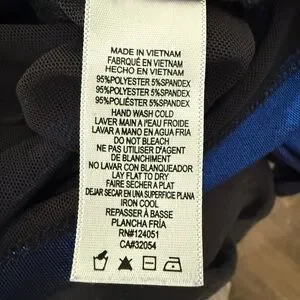 MADE IN VIETNAM
FABRIQUÉ EN VIETNAM
HECHO EN VIETNAM
95%POLYESTER 5%SPANDEX
95%POLYESTER 5%SPANDEX
95%POLIÉSTER 5%SPANDEX
HAND WASH COLD
LAVER MAIN A l'EAU FROIDE
LAVAR A MANO EN AGUA FRIA
DO NOT BLEACH
NE PAS UTILISER D'AGENT
DE BLANCHIMENT
NO LAVAR CON BLANQUEADOR
LAY FLAT TO DRY
FAIRE SÉCHER A PLAT
DEJAR SECAR EN UNA SUPERFICIE PLANA
IRON COOL
REPASSER À BASSE
PLANCHA FRÍA
RN#124051
CA#32054